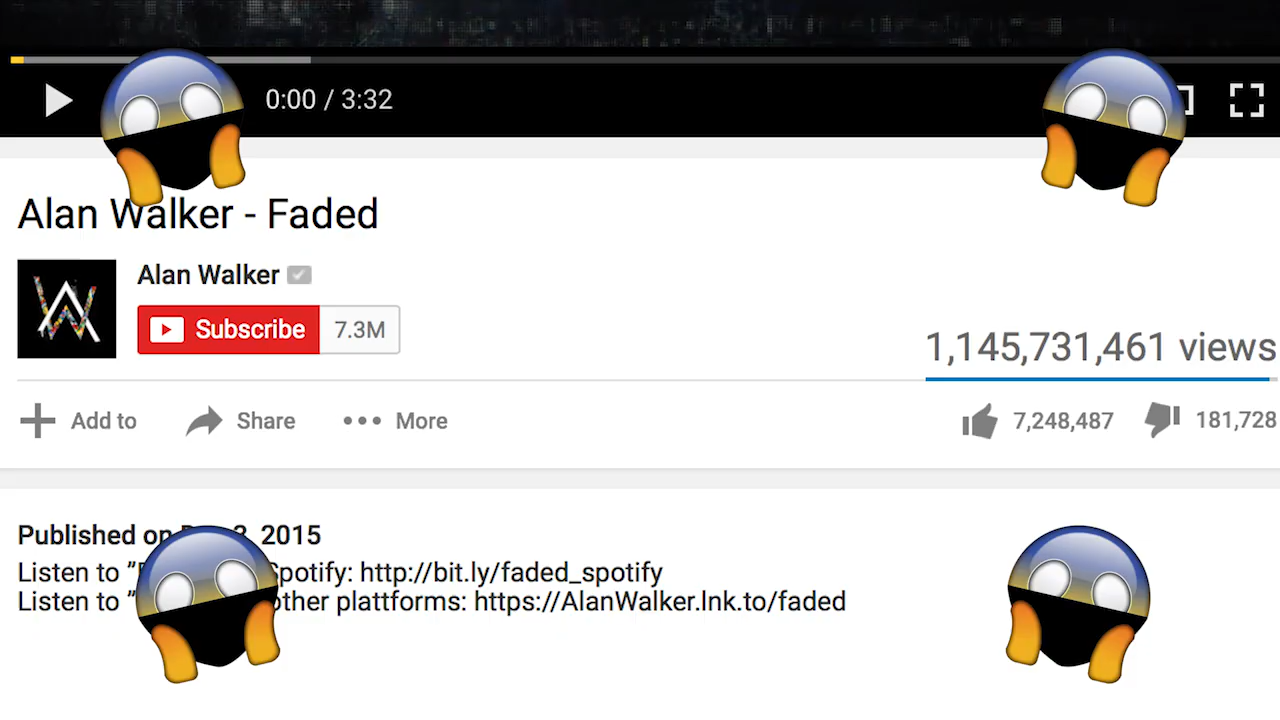 0:00 / 3:32
Alan Walker - Faded
Alan Walker
Subscribe 7.3M
1,145,731,461 views
Add to Share More 7,248,487 181,728
Published on 2015
Listen to Spotify: http://bit.ly/faded_spotify
Listen to other plattforms: https://AlanWalker.lnk.to/faded